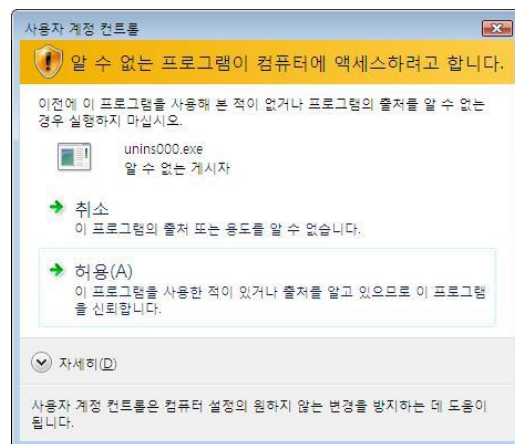 사용자 계정 컨트롤
알 수 없는 프로그램이 컴퓨터에 액세스하려고 합니다.
이전에 이 프로그램을 사용해 본 적이 없거나 프로그램의 출처를 알 수 없는
경우 실행하지 마십시오.
unins000.exe
알 수 없는 게시자
취소
이 프로그램의 출처 또는 용도를 알 수 없습니다.
허용(A)
이 프로그램을 사용한 적이 있거나 출처를 알고 있으므로 이 프로그램
을 신뢰합니다.
자세히(D)
사용자 계정 컨트롤은 컴퓨터 설정의 원하지 않는 변경을 방지하는 데 도움이
됩니다.